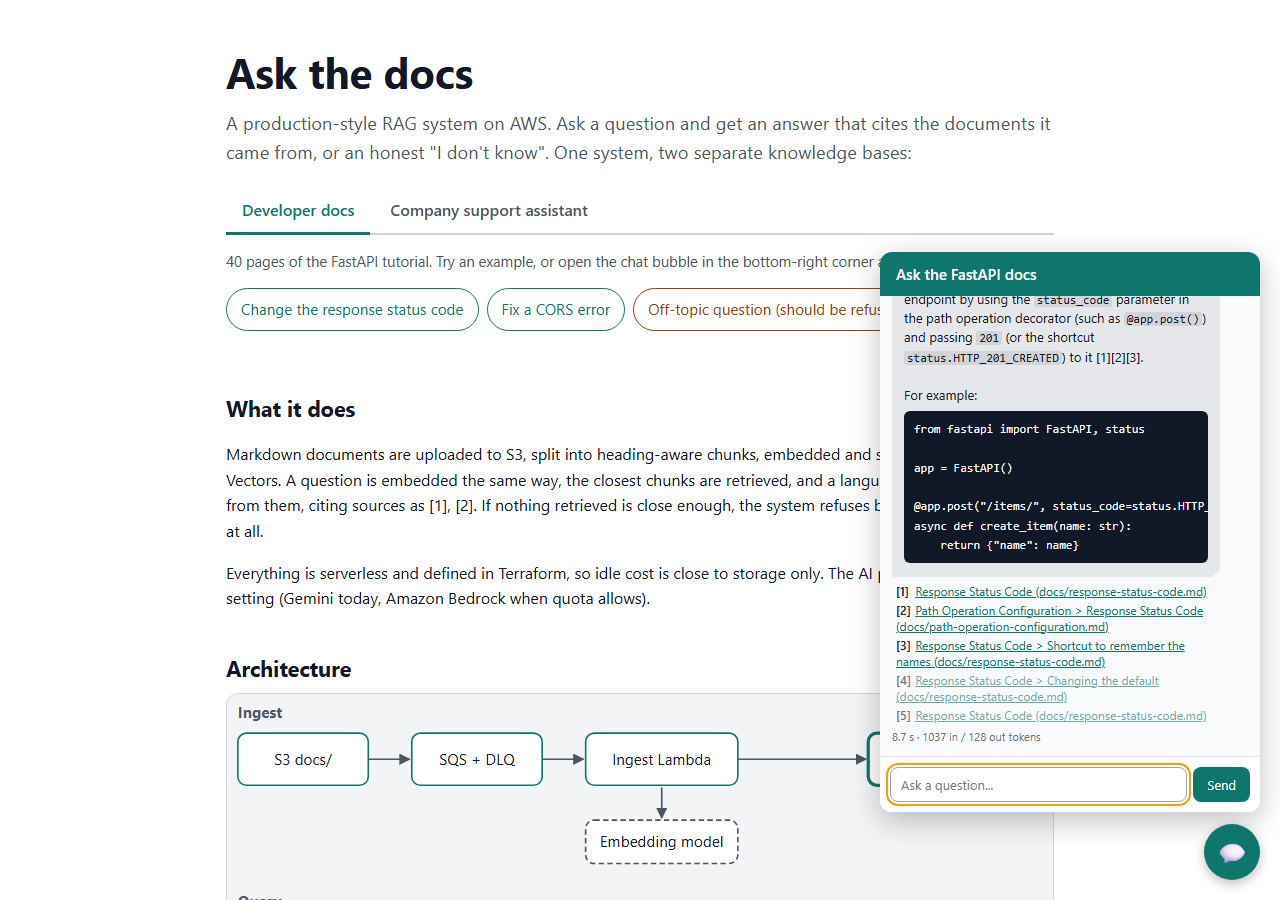 Ask the docs
A production-style RAG system on AWS. Ask a question and get an answer that cites the documents it
came from, or an honest "I don't know". One system, two separate knowledge bases:
Developer docs
Company support assistant
40 pages of the FastAPI tutorial. Try an example, or open the chat bubble in the bottom-right corner
Change the response status code
Fix a CORS error
Off-topic question (should be refus
What it does
Markdown documents are uploaded to S3, split into heading-aware chunks, embedded and
Vectors. A question is embedded the same way, the closest chunks are retrieved, and a langu
from them, citing sources as [1], [2]. If nothing retrieved is close enough, the system refuses
at all.
Everything is serverless and defined in Terraform, so idle cost is close to storage only. The AI
setting (Gemini today, Amazon Bedrock when quota allows).
Architecture
Ingest
S3 docs/
SQS + DLQ
Ingest Lambda
Embedding model
Query
Ask the FastAPI docs
endpoint by using the status_code parameter in
the path operation decorator (such as @app.post())
and passing 201 (or the shortcut
status.HTTP_201_CREATED) to it [1][2][3].
For example:
from fastapi import FastAPI, status
app = FastAPI()
@app.post("/items/", status_code=status.HTTP_
async def create_item(name: str):
return {"name": name}
[1] Response Status Code (docs/response-status-code.md)
[2] Path Operation Configuration > Response Status Code
(docs/path-operation-configuration.md)
[3] Response Status Code > Shortcut to remember the
names (docs/response-status-code.md)
[4] Response Status Code > Changing the default
(docs/response-status-code.md)
[5] Response Status Code (docs/response-status-code.md)
8.7 s · 1037 in / 128 out tokens
Ask a question...
Send